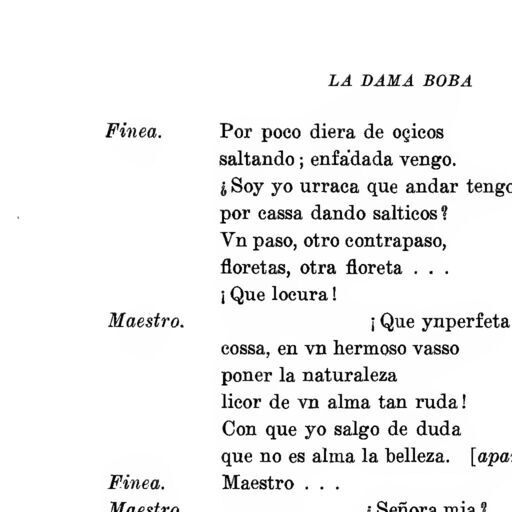 LA DAMA BOBA
Finea. Por poco diera de oçicos
saltando; enfadada vengo.
¿Soy yo urraca que andar tengo
por cassa dando salticos?
Vn paso, otro contrapaso,
floretas, otra floreta . . .
¡Que locura!
Maestro. ¡Que ynperfeta
cossa, en vn hermoso vasso
poner la naturaleza
licor de vn alma tan ruda!
Con que yo salgo de duda
que no es alma la belleza. [apa
Finea. Maestro . . .
Maestro ¿Señora mia?